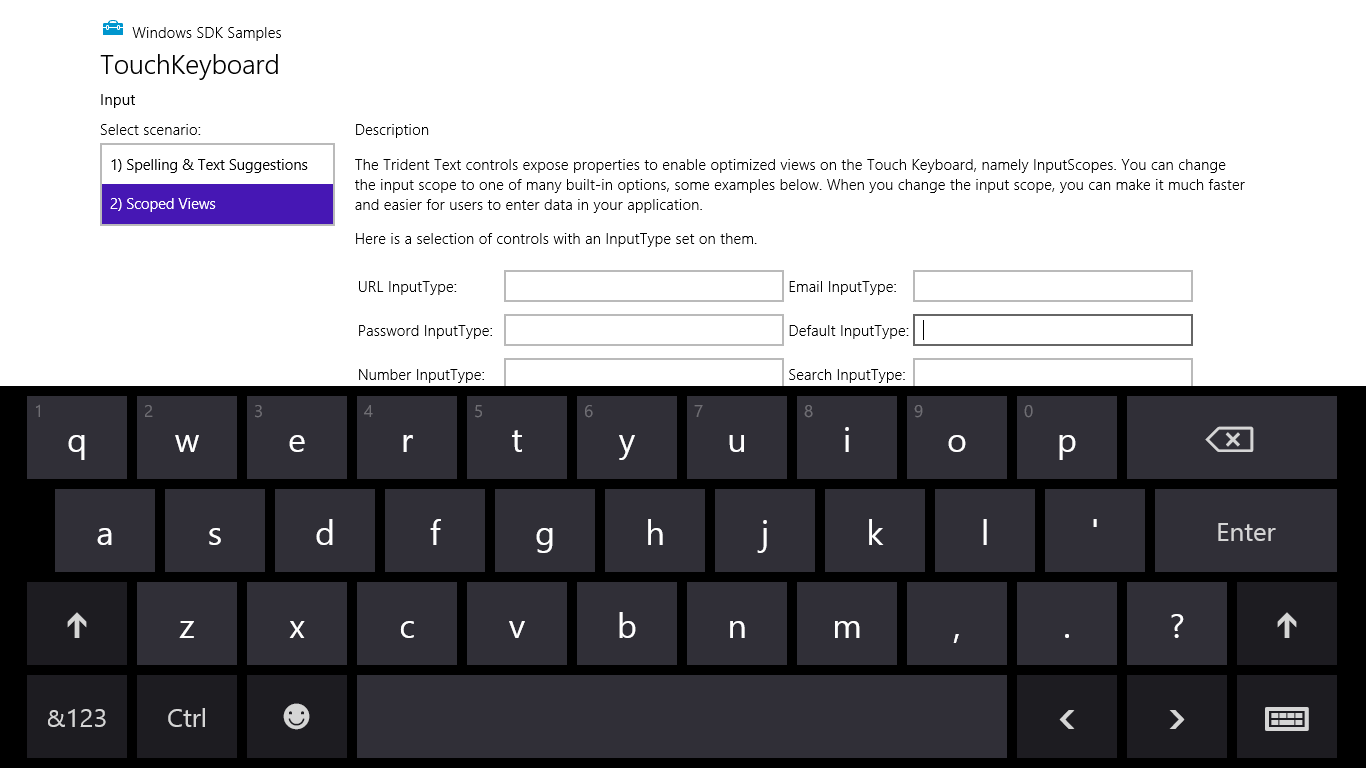 Windows SDK Samples
TouchKeyboard
Input
Select scenario:
1) Spelling & Text Suggestions
2) Scoped Views
Description
The Trident Text controls expose properties to enable optimized views on the Touch Keyboard, namely InputScopes. You can change
the input scope to one of many built-in options, some examples below. When you change the input scope, you can make it much faster
and easier for users to enter data in your application.
Here is a selection of controls with an InputType set on them.
URL InputType: Email InputType:
Password InputType: Default InputType:
Number InputType: Search InputType:
1 2 3 4 5 6 7 8 9 0
q w e r t y u i o p
a s d f g h j k l ' Enter
z x c v b n m , . ?
&123 Ctrl < >